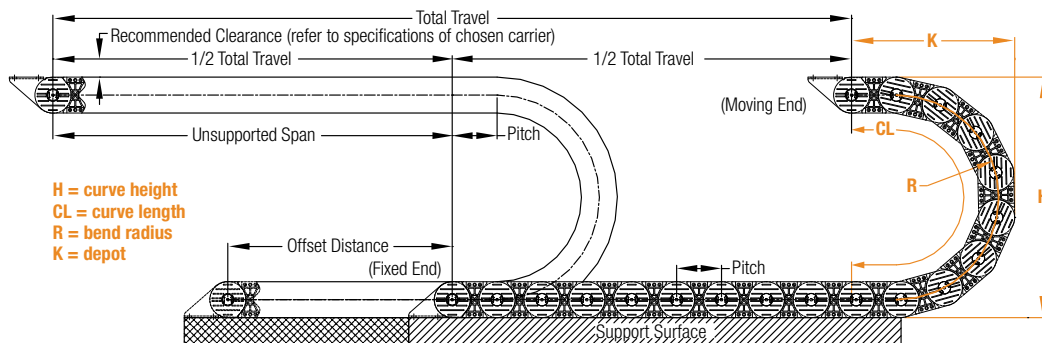 Total Travel
Recommended Clearance (refer to specifications of chosen carrier)
K
1/2 Total Travel
1/2 Total Travel
(Moving End)
Unsupported Span
Pitch
CL
R
H = curve height
CL = curve length
R = bend radius
K = depot
Offset Distance
(Fixed End)
Pitch
Support Surface